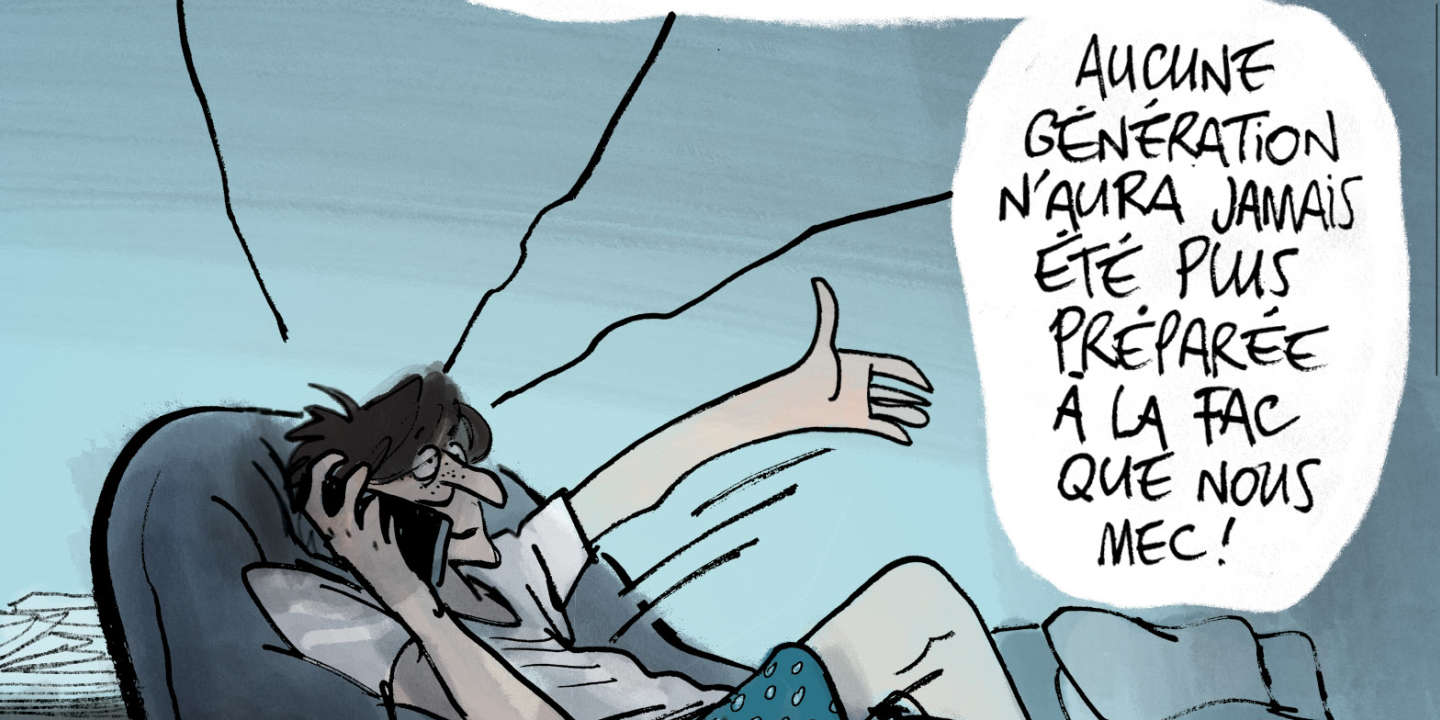 AUCUNE
GÉNÉRATION
N'AURA JAMAIS
ÉTÉ PLUS
PRÉPARÉE
À LA FAC
QUE NOUS
MEC!